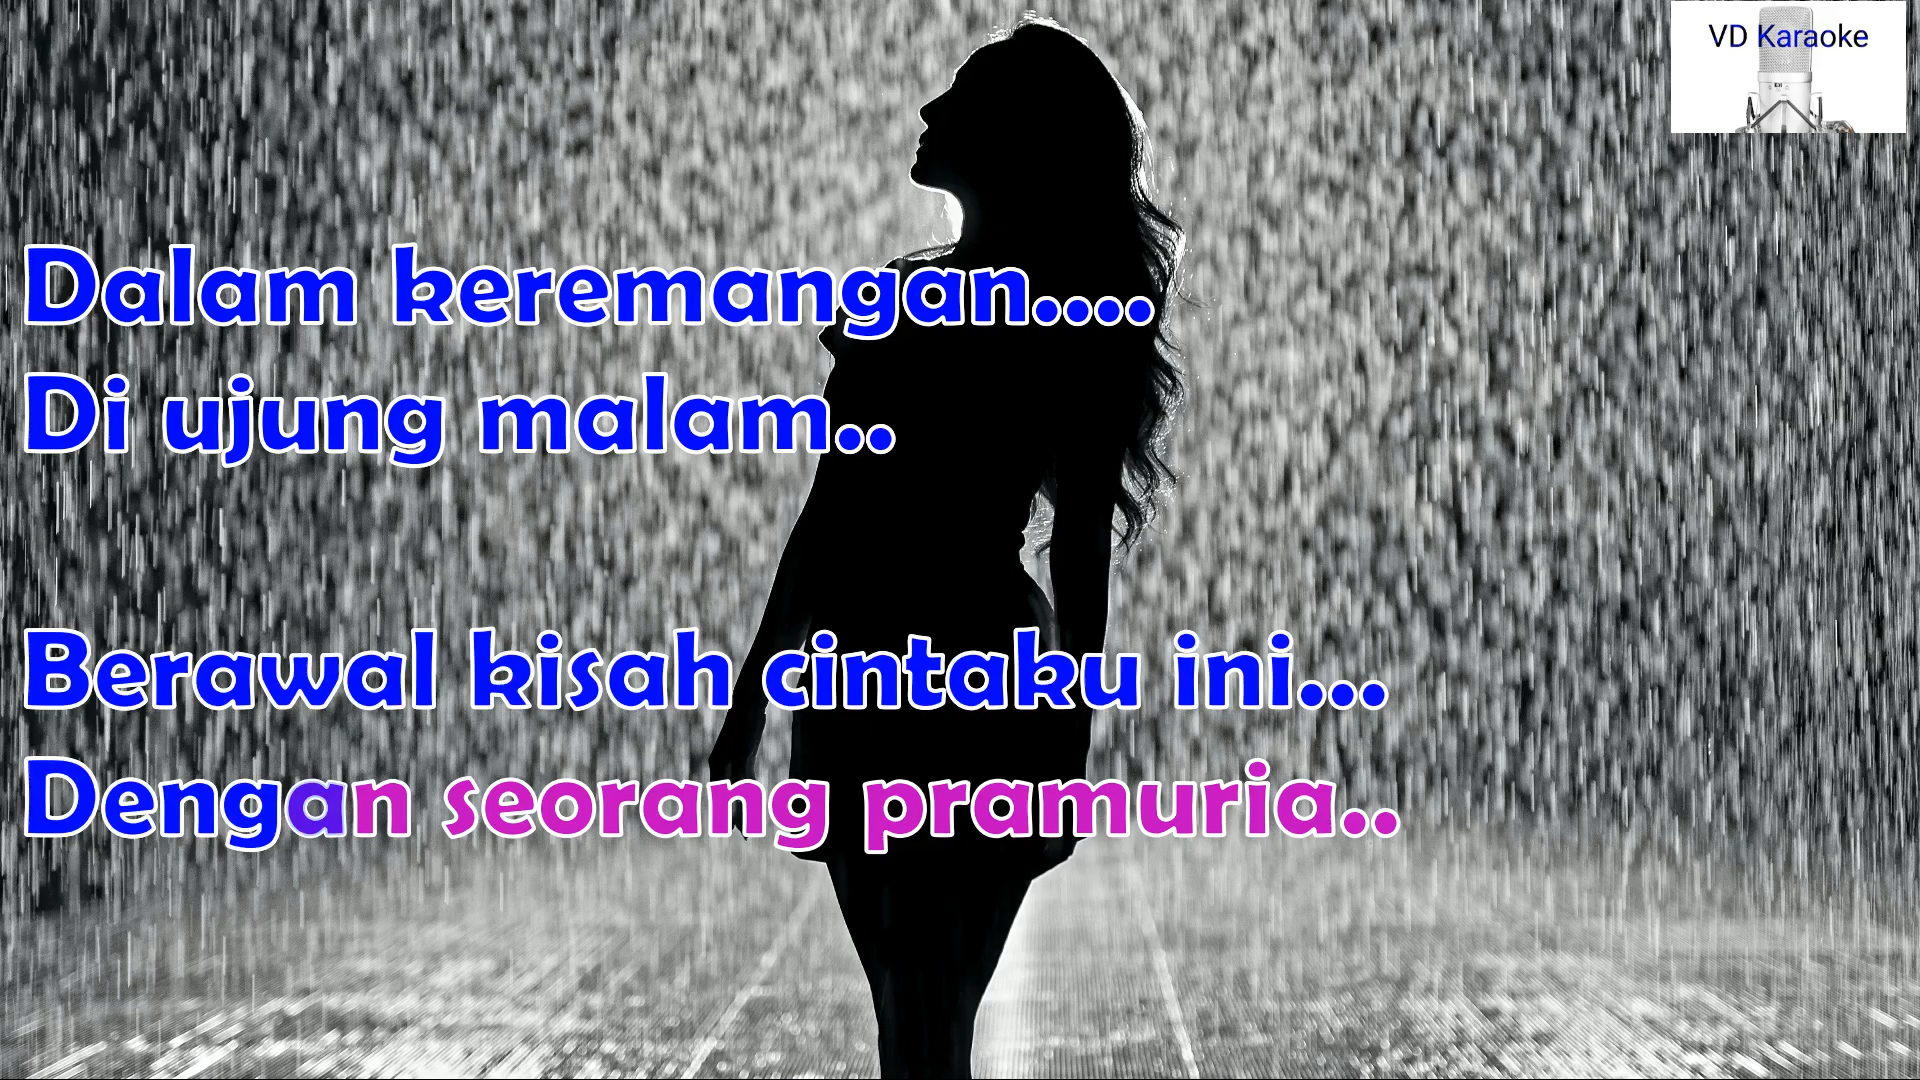 VD Karaoke
Dalam keremangan....
Di ujung malam..
Berawal kisah cintaku ini...
Dengan seorang pramuria..